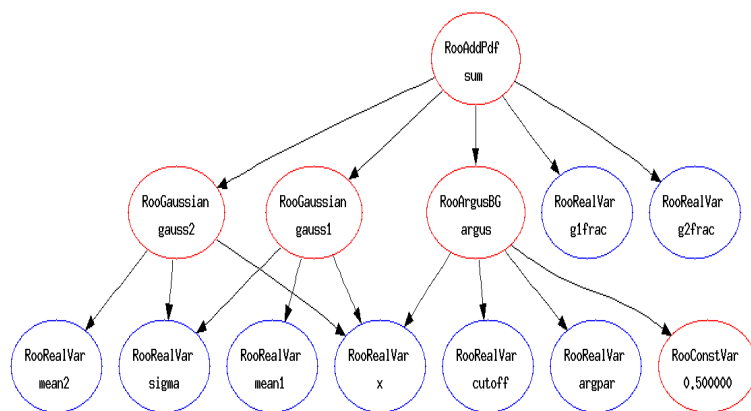 RooAddPdf
sum
RooGaussian
gauss2
RooGaussian
gauss1
RooArgusBG
argus
RooRealVar
g1frac
RooRealVar
g2frac
RooRealVar
mean2
RooRealVar
sigma
RooRealVar
mean1
RooRealVar
x
RooRealVar
cutoff
RooRealVar
argpar
RooConstVar
0.500000